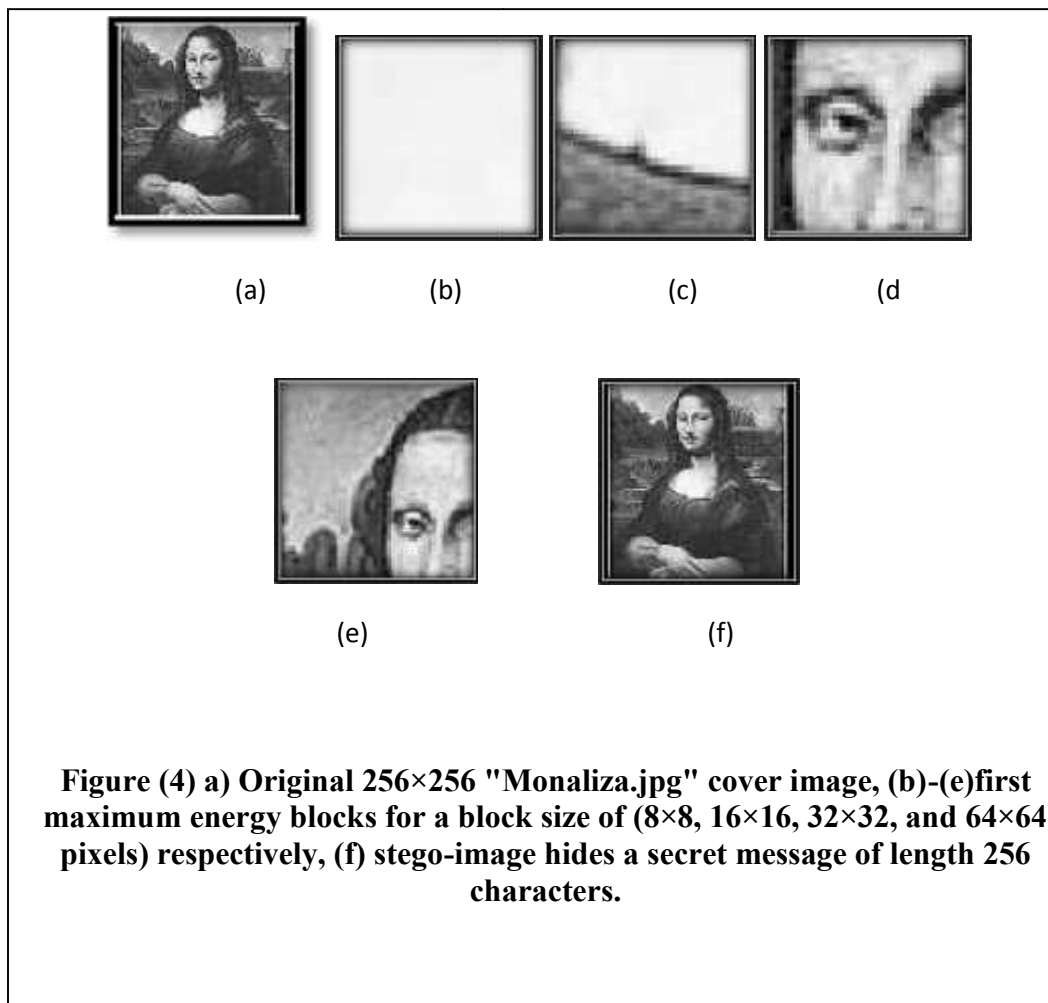 (a) (b) (c) (d
(e) (f)
Figure (4) a) Original 256×256 "Monaliza.jpg" cover image, (b)-(e)first
maximum energy blocks for a block size of (8×8, 16×16, 32×32, and 64×64
pixels) respectively, (f) stego-image hides a secret message of length 256
characters.